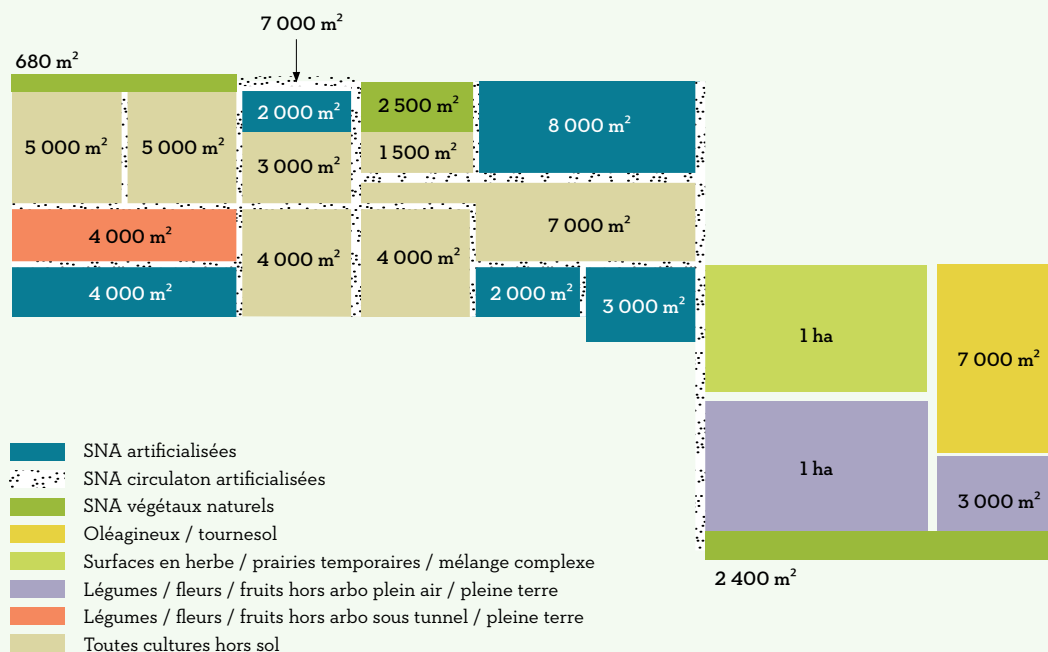 7 000 m²
680 m²
2 000 m²
2 500 m²
8 000 m²
5 000 m²
5 000 m²
3 000 m²
1 500 m²
4 000 m²
4 000 m²
4 000 m²
7 000 m²
4 000 m²
2 000 m²
3 000 m²
1 ha
7 000 m²
1 ha
3 000 m²
2 400 m²
SNA artificialisées
SNA circulaton artificialisées
SNA végétaux naturels
Oléagineux / tournesol
Surfaces en herbe / prairies temporaires / mélange complexe
Légumes / fleurs / fruits hors arbo plein air / pleine terre
Légumes / fleurs / fruits hors arbo sous tunnel / pleine terre
Toutes cultures hors sol